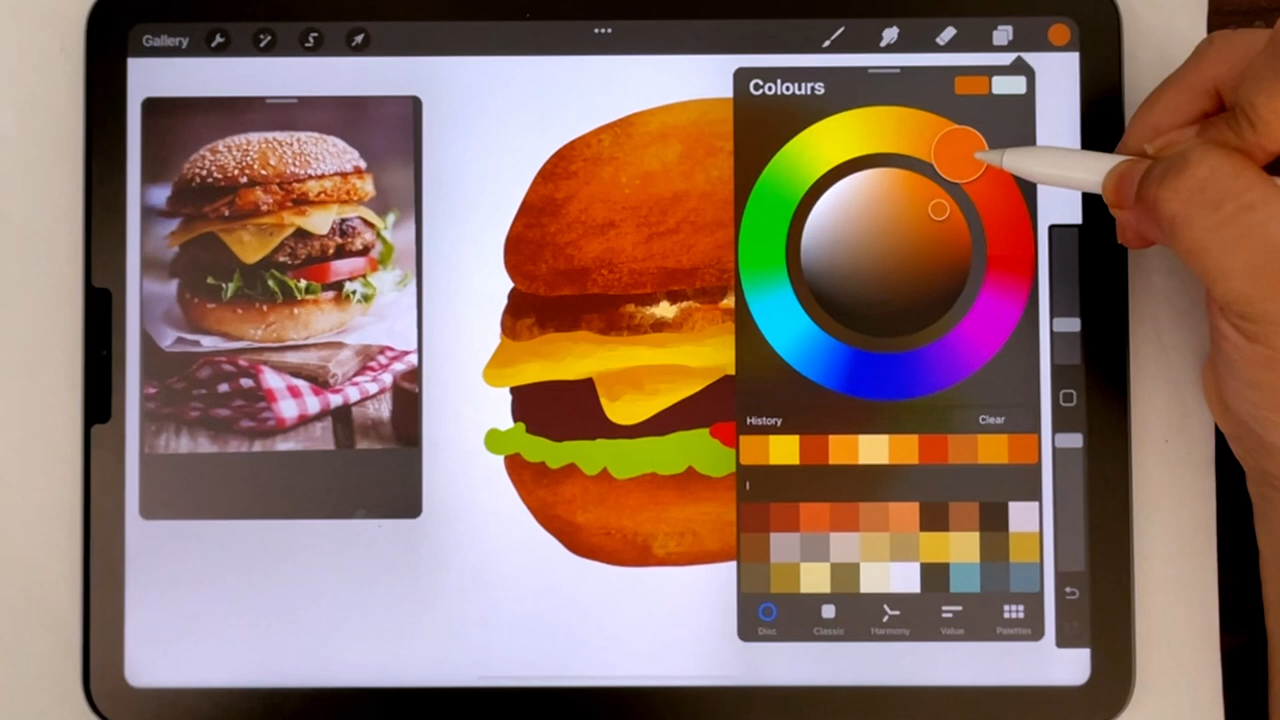 Gallery
Colours
History
Clear
Disc
Classic
Harmony
Value
Palettes